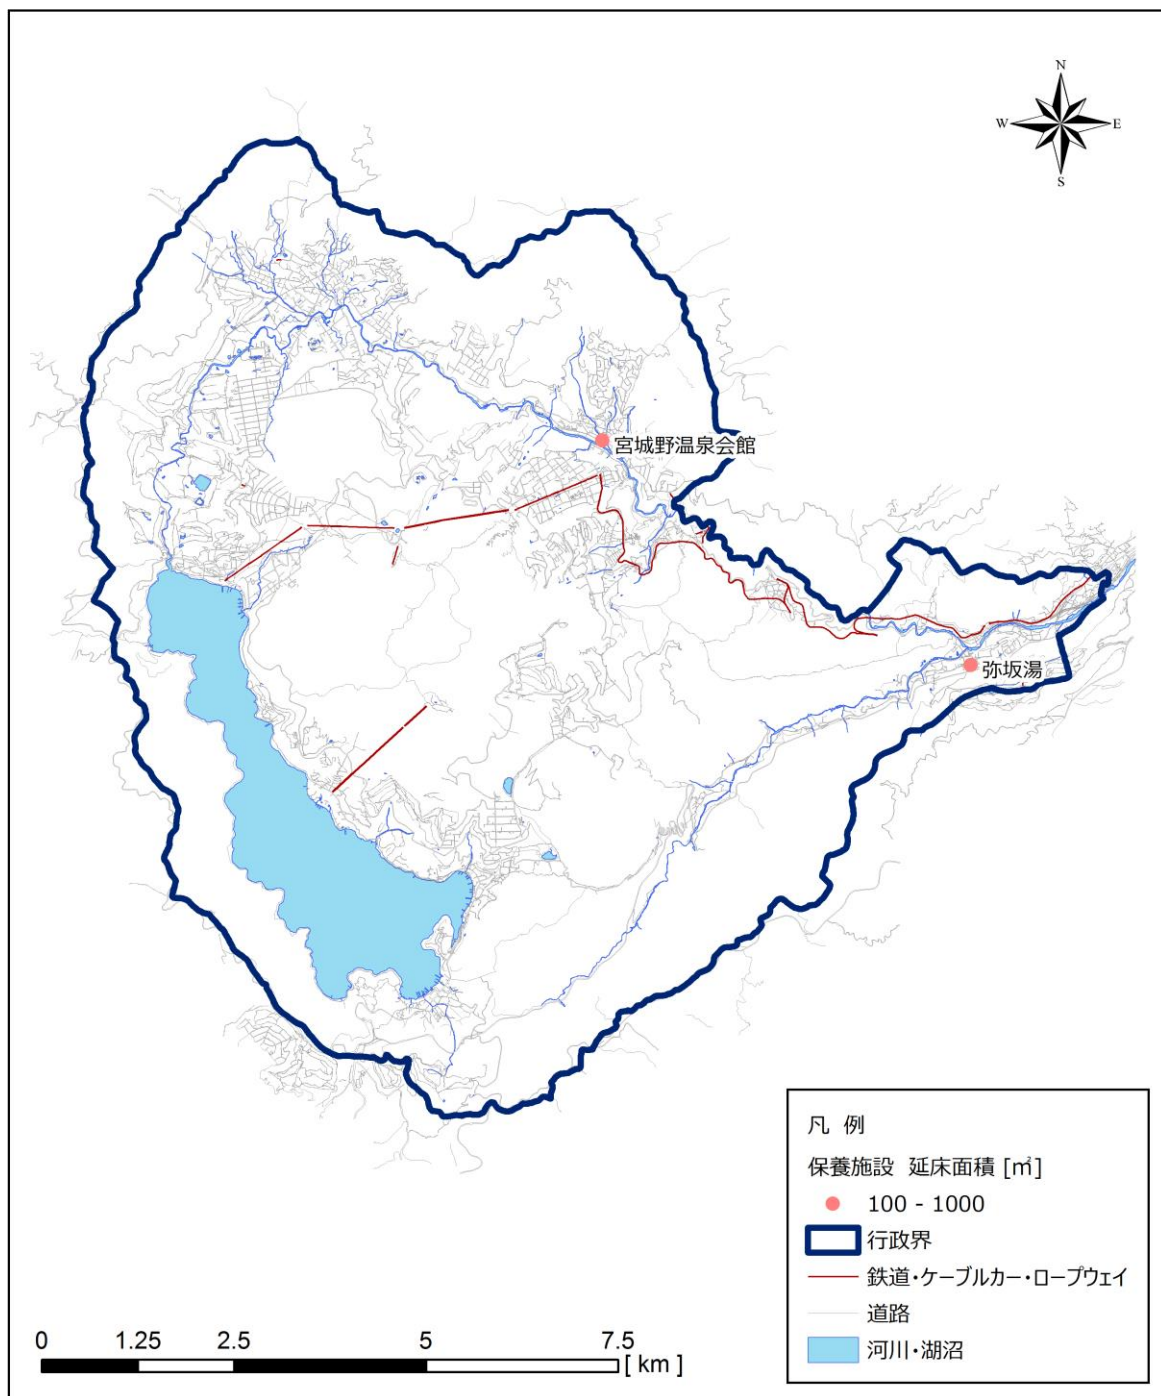 N
W E
S
宮城野温泉会館
弥坂湯
凡 例
保養施設 延床面積 [㎡]
100 - 1000
行政界
鉄道・ケーブルカー・ロープウェイ
道路
河川・湖沼
0 1.25 2.5 5 7.5
[ km ]